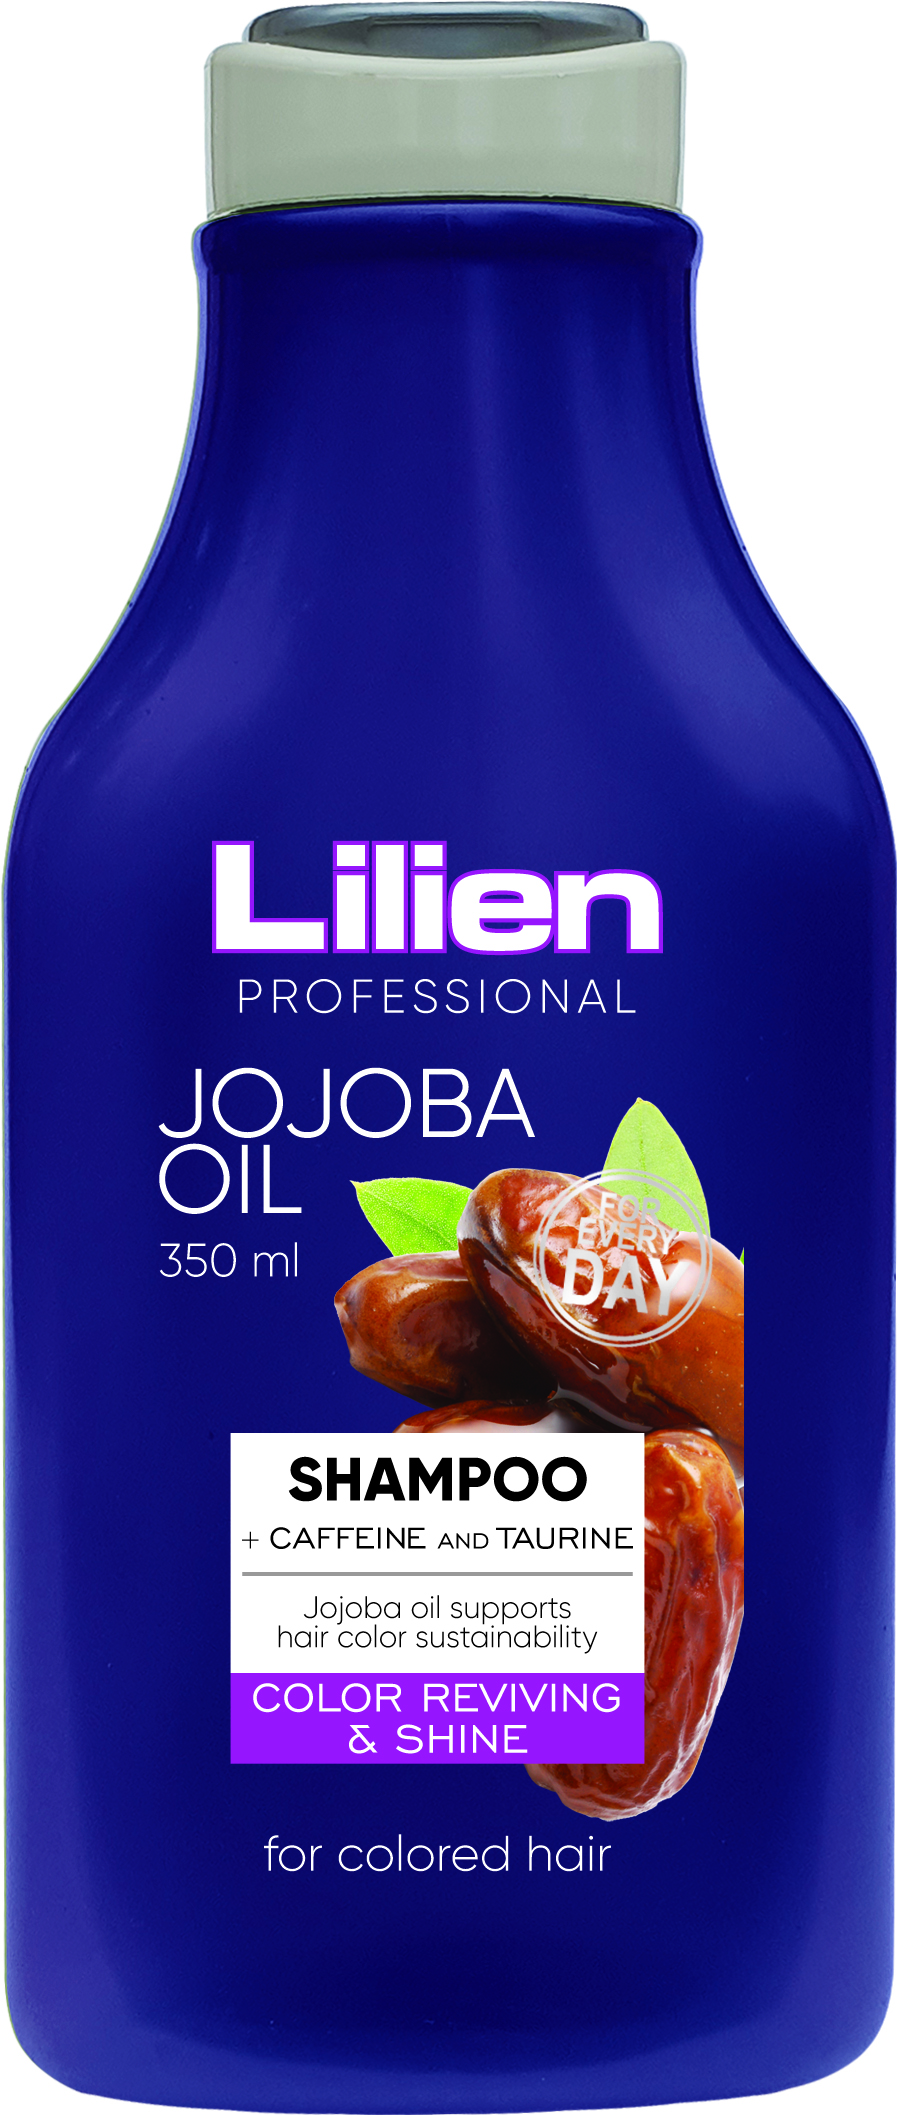 Lilien
PROFESSIONAL
JOJOBA
OIL
350 ml
FOR
EVERY
DAY
SHAMPOO
+ CAFFEINE AND TAURINE
Jojoba oil supports
hair color sustainability
COLOR REVIVING
& SHINE
for colored hair